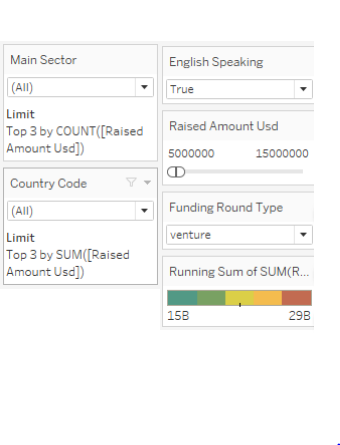 Main Sector
(All)
Limit
Top 3 by COUNT([Raised
Amount Usd])
Country Code
(All)
Limit
Top 3 by SUM([Raised
Amount Usd])
English Speaking
True
Raised Amount Usd
5000000 15000000
Funding Round Type
venture
Running Sum of SUM(R...
15B 29B